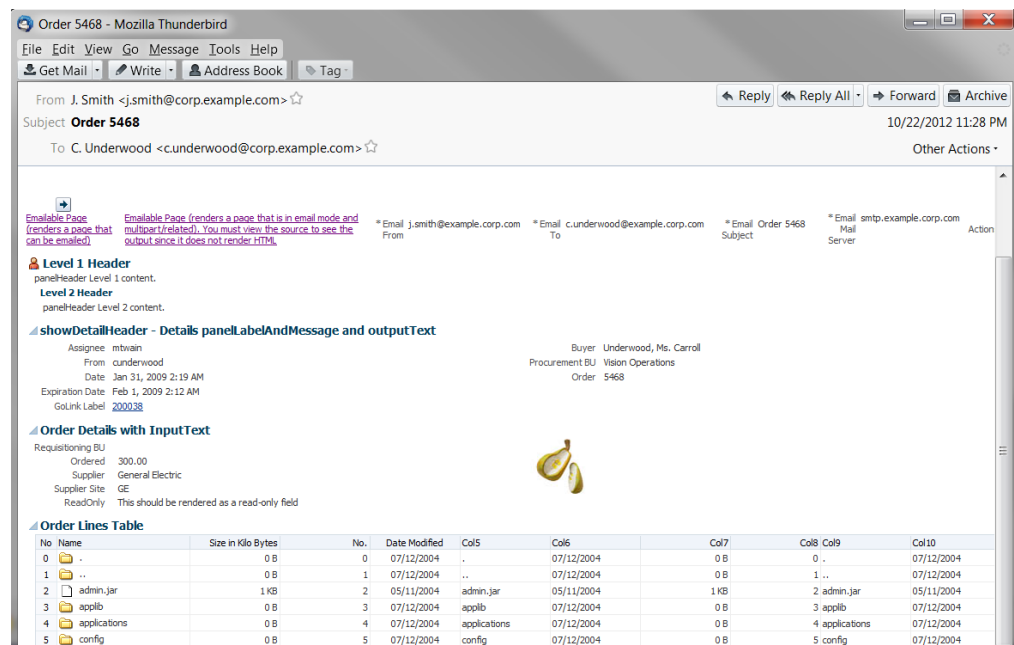 Order 5468 - Mozilla Thunderbird
File Edit View Go Message Tools Help
Get Mail Write Address Book Tag
From J. Smith <j.smith@corp.example.com> Reply Reply All Forward Archive
Subject Order 5468 10/22/2012 11:28 PM
To C. Underwood <c.underwood@corp.example.com> Other Actions
Emailable Page (renders a page that can be emailed)
Emailable Page (renders a page that is in email mode and multipart/related). You must view the source to see the output since it does not render HTML
* Email From j.smith@example.corp.com
* Email To c.underwood@example.corp.com
* Email Subject Order 5468
* Email Mail Server smtp.example.corp.com
Action
Level 1 Header
panelHeader Level 1 content.
Level 2 Header
panelHeader Level 2 content.
showDetailHeader - Details panelLabelAndMessage and outputText
Assignee mtwain Buyer Underwood, Ms. Carroll
From cunderwood Procurement BU Vision Operations
Date Jan 31, 2009 2:19 AM Order 5468
Expiration Date Feb 1, 2009 2:12 AM
GoLink Label 200038
Order Details with InputText
Requisitioning BU
Ordered 300.00
Supplier General Electric
Supplier Site GE
ReadOnly This should be rendered as a read-only field
Order Lines Table
No Name Size in Kilo Bytes No. Date Modified Col5 Col6 Col7 Col8 Col9 Col10
0 . 0 B 0 07/12/2004 . 07/12/2004 0 B 0 . 07/12/2004
1 .. 0 B 1 07/12/2004 .. 07/12/2004 0 B 1 .. 07/12/2004
2 admin.jar 1 KB 2 05/11/2004 admin.jar 05/11/2004 1 KB 2 admin.jar 05/11/2004
3 applib 0 B 3 07/12/2004 applib 07/12/2004 0 B 3 applib 07/12/2004
4 applications 0 B 4 07/12/2004 applications 07/12/2004 0 B 4 applications 07/12/2004
5 config 0 B 5 07/12/2004 config 07/12/2004 0 B 5 config 07/12/2004